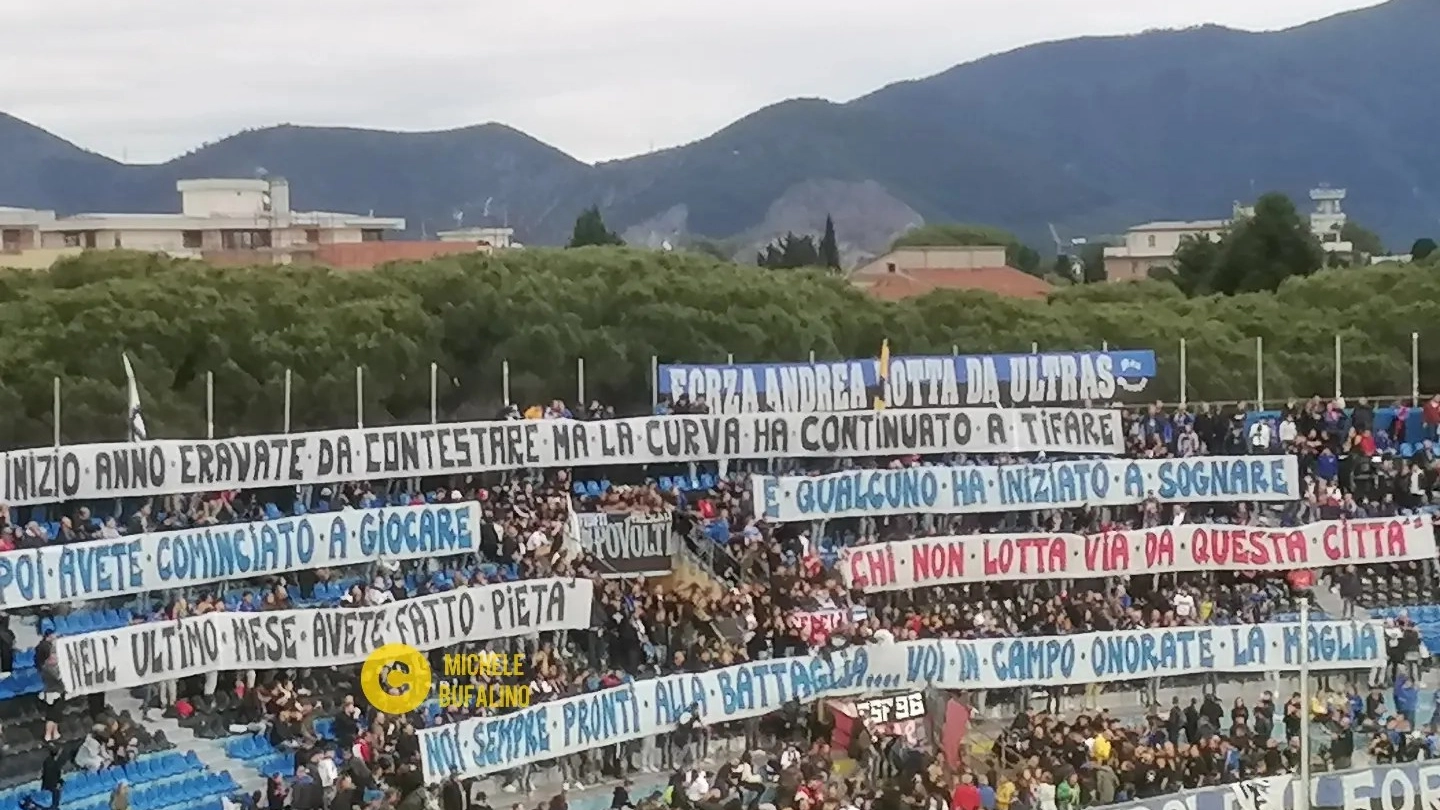 FORZA ANDREA LOTTA DA ULTRAS
INIZIO·ANNO·ERAVATE·DA·CONTESTARE·MA·LA·CURVA·HA·CONTINUATO·A·TIFARE
E·QUALCUNO·HA·INIZIATO·A·SOGNARE
POI·AVETE·COMINCIATO·A·GIOCARE
CHI·NON·LOTTA·VIA·DA·QUESTA·CITTA'"
NELL'ULTIMO·MESE·AVETE·FATTO·PIETA'
NOI·SEMPRE·PRONTI·ALLA·BATTAGLIA.... VOI·IN·CAMPO·ONORATE·LA·MAGLIA
C MICHELE
BUFALINO